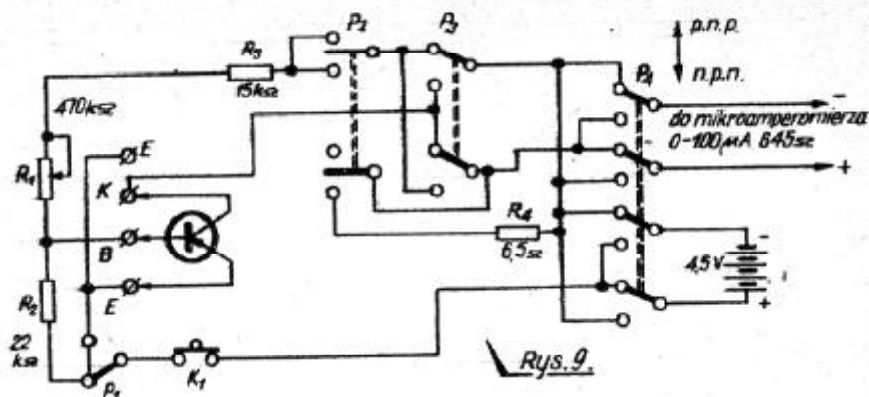 P2
P3
p.n.p.
n.p.n.
R3
15kΩ
P4
-
do mikroamperomierza
0-100μA 645Ω
+
470kΩ
R1
E
K
B
E
R4
6,5Ω
-
4,5V
+
R2
22
kΩ
P1
K1
Rys.9.